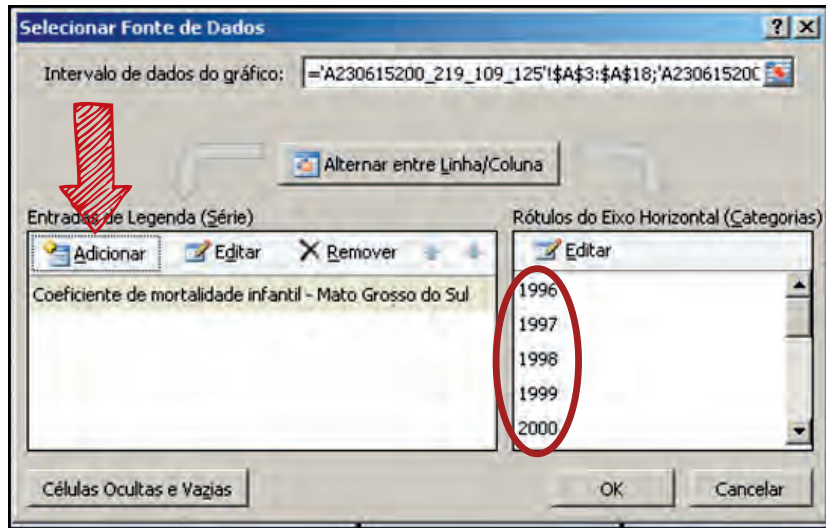 Selecionar Fonte de Dados
Intervalo de dados do gráfico: ='A230615200_219_109_125'!$A$3:$A$18;'A23061520C
Alternar entre Linha/Coluna
Entradas de Legenda (Série)
Adicionar Editar Remover
Coeficiente de mortalidade infantil - Mato Grosso do Sul
Rótulos do Eixo Horizontal (Categorias)
Editar
1996
1997
1998
1999
2000
Células Ocultas e Vazias
OK Cancelar